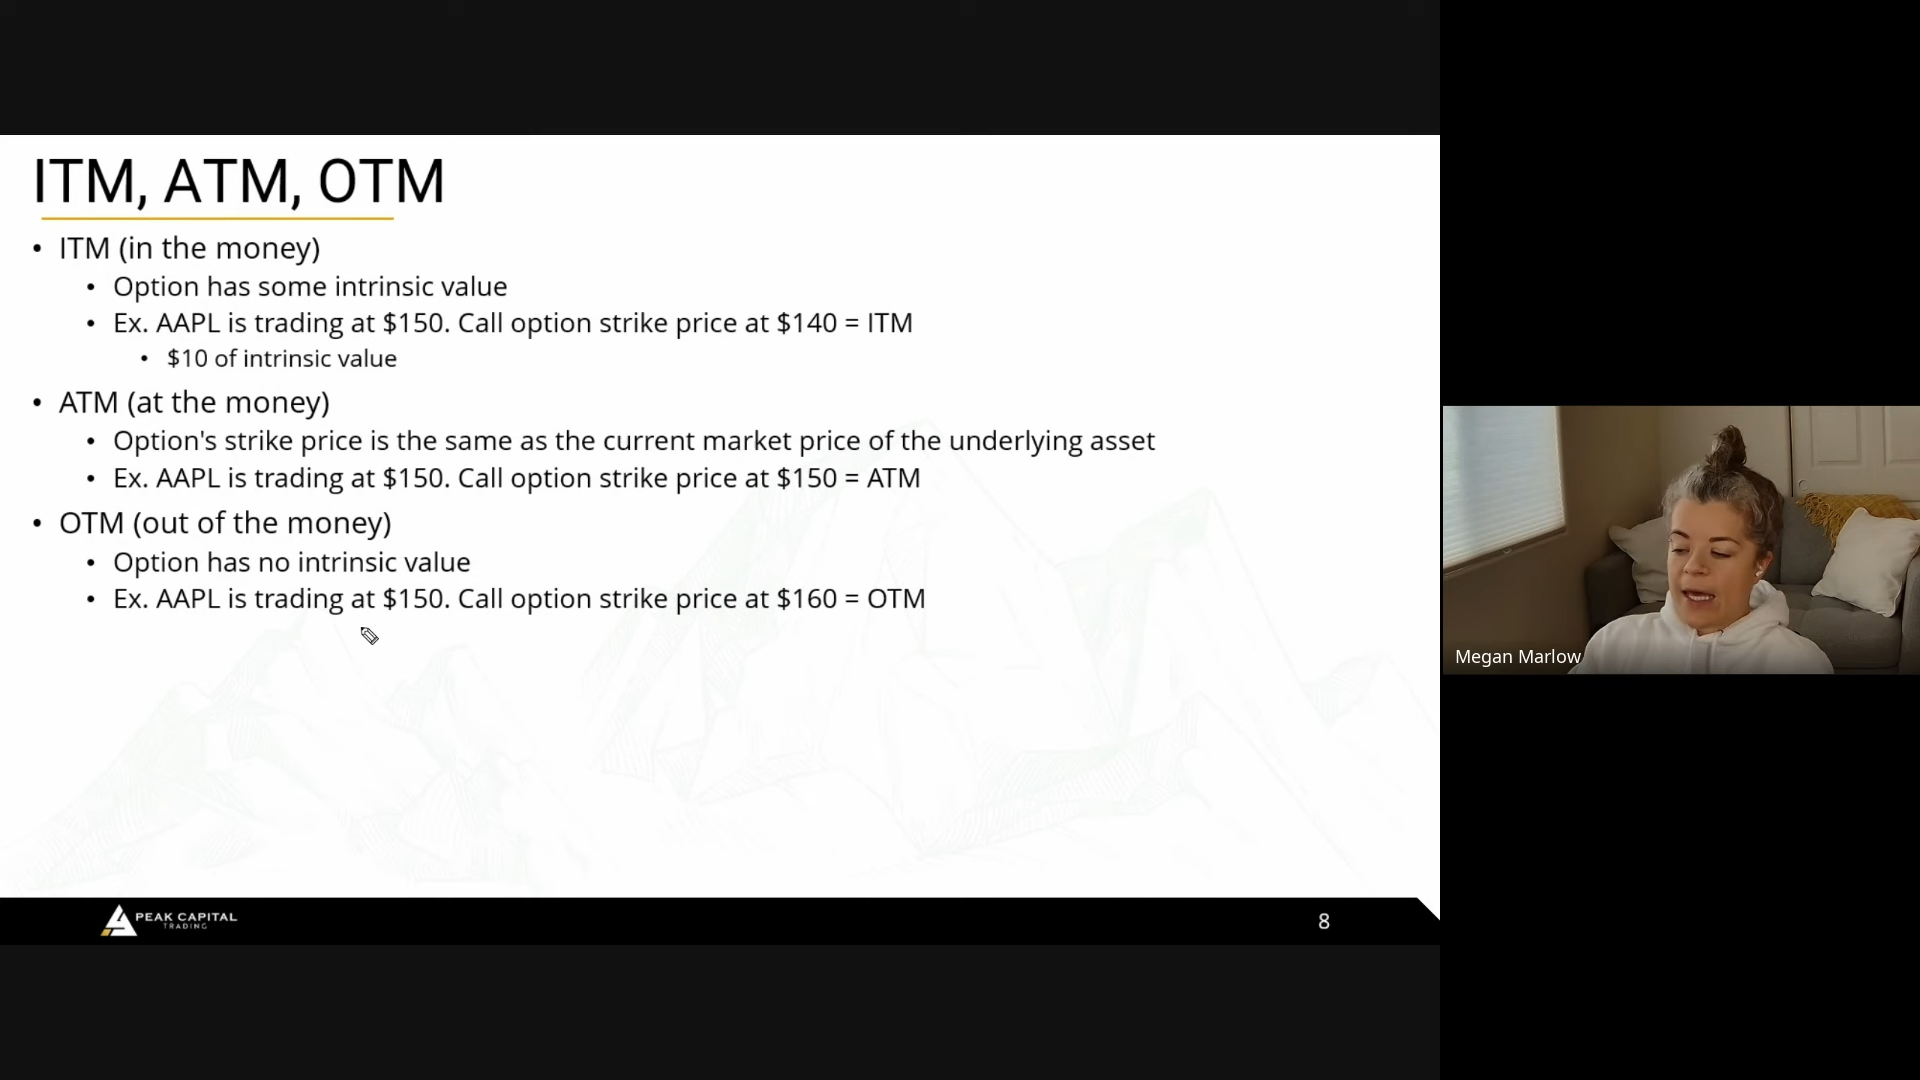 ITM, ATM, OTM
• ITM (in the money)
• Option has some intrinsic value
• Ex. AAPL is trading at $150. Call option strike price at $140 = ITM
• $10 of intrinsic value
• ATM (at the money)
• Option's strike price is the same as the current market price of the underlying asset
• Ex. AAPL is trading at $150. Call option strike price at $150 = ATM
• OTM (out of the money)
• Option has no intrinsic value
• Ex. AAPL is trading at $150. Call option strike price at $160 = OTM
Megan Marlow
PEAK CAPITAL
TRADING
8